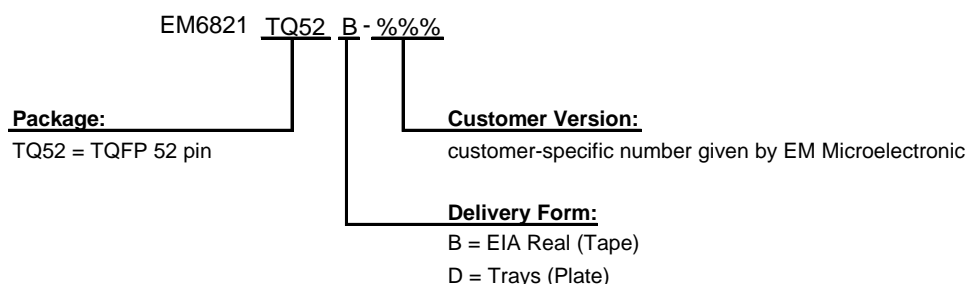 EM6821 TQ52 B - %%%
Package:
TQ52 = TQFP 52 pin
Customer Version:
customer-specific number given by EM Microelectronic
Delivery Form:
B = EIA Real (Tape)
D = Trays (Plate)